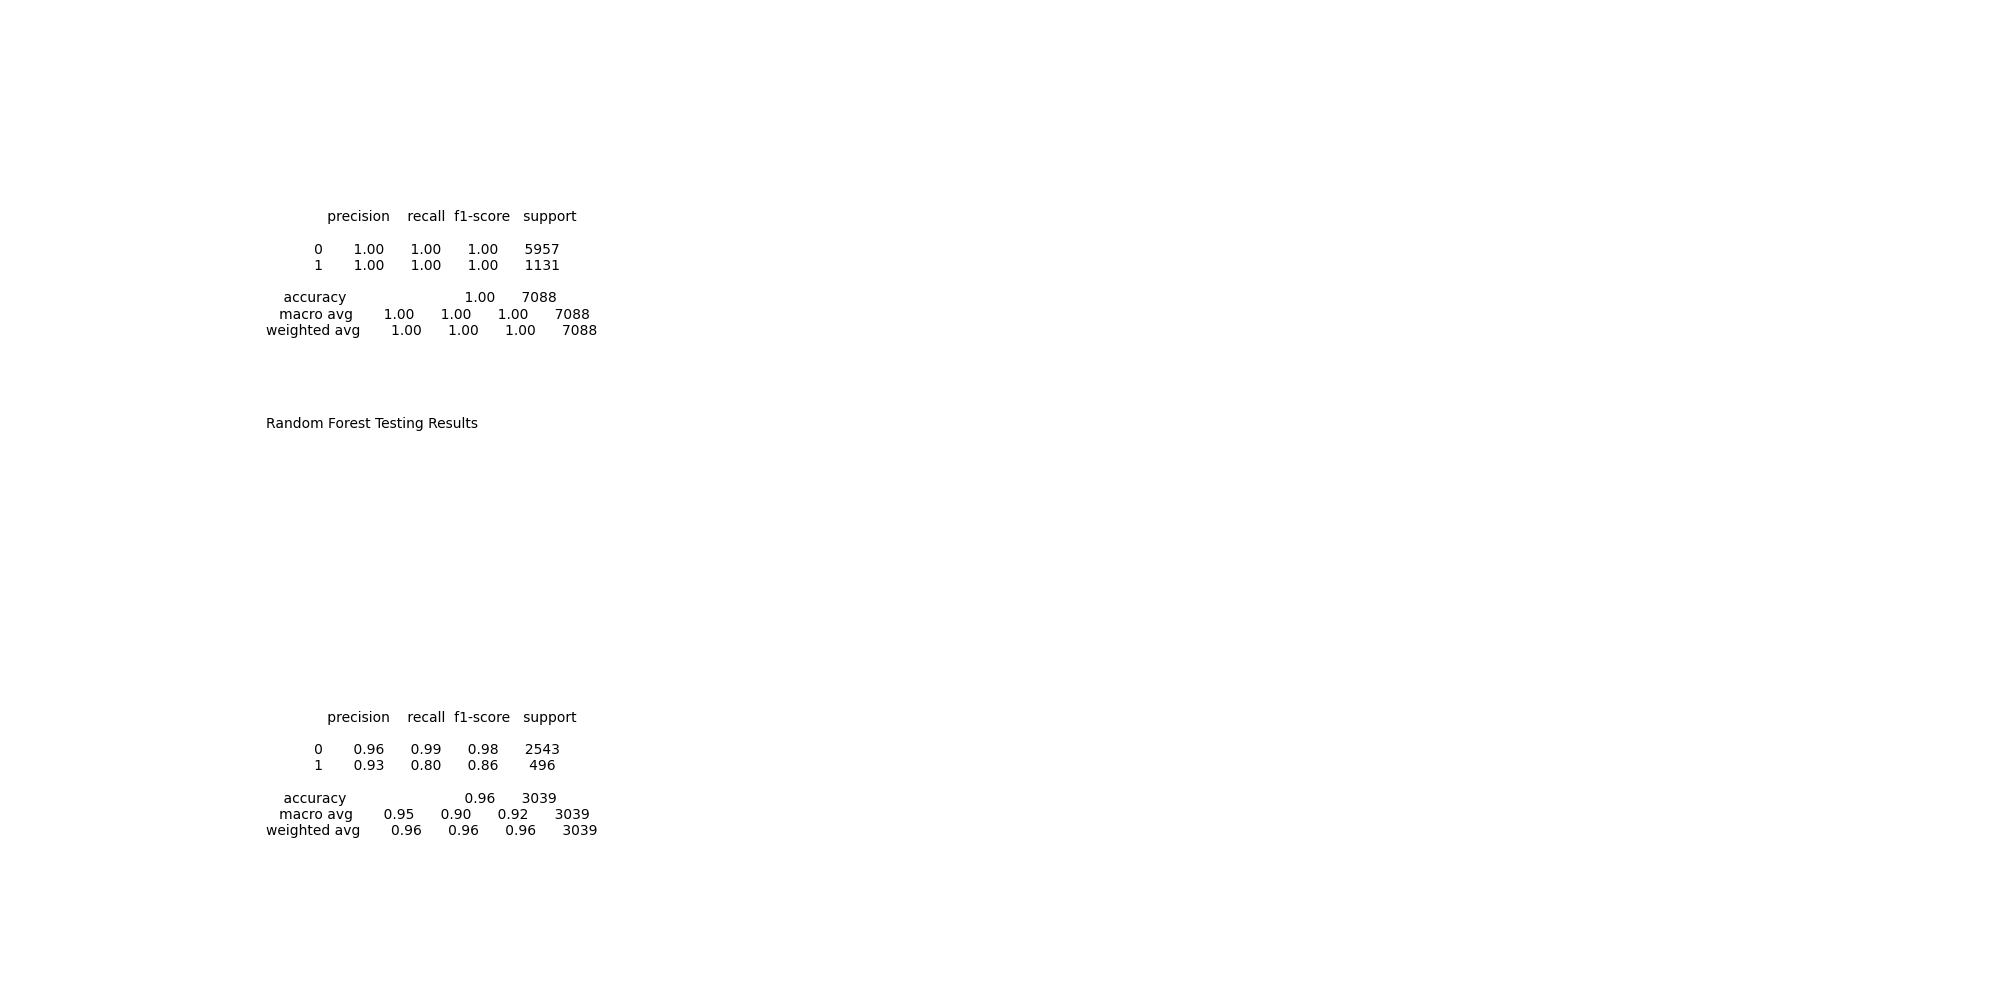 precision recall f1-score support
0 1.00 1.00 1.00 5957
1 1.00 1.00 1.00 1131
accuracy 1.00 7088
macro avg 1.00 1.00 1.00 7088
weighted avg 1.00 1.00 1.00 7088
Random Forest Testing Results
precision recall f1-score support
0 0.96 0.99 0.98 2543
1 0.93 0.80 0.86 496
accuracy 0.96 3039
macro avg 0.95 0.90 0.92 3039
weighted avg 0.96 0.96 0.96 3039